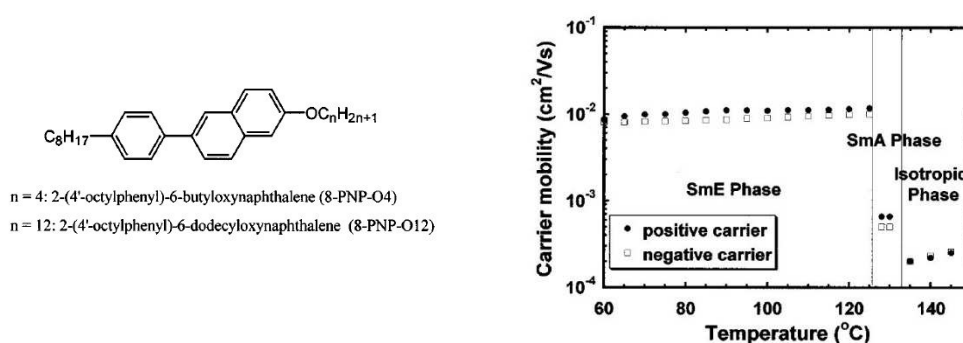 C₈H₁₇
OCₙH₂ₙ₊₁
n = 4: 2-(4'-octylphenyl)-6-butyloxynaphthalene (8-PNP-O4)
n = 12: 2-(4'-octylphenyl)-6-dodecyloxynaphthalene (8-PNP-O12)
Carrier mobility (cm²/Vs)
10⁻¹
10⁻²
10⁻³
10⁻⁴
SmA Phase
Isotropic
Phase
SmE Phase
positive carrier
negative carrier
60 80 100 120 140
Temperature (°C)